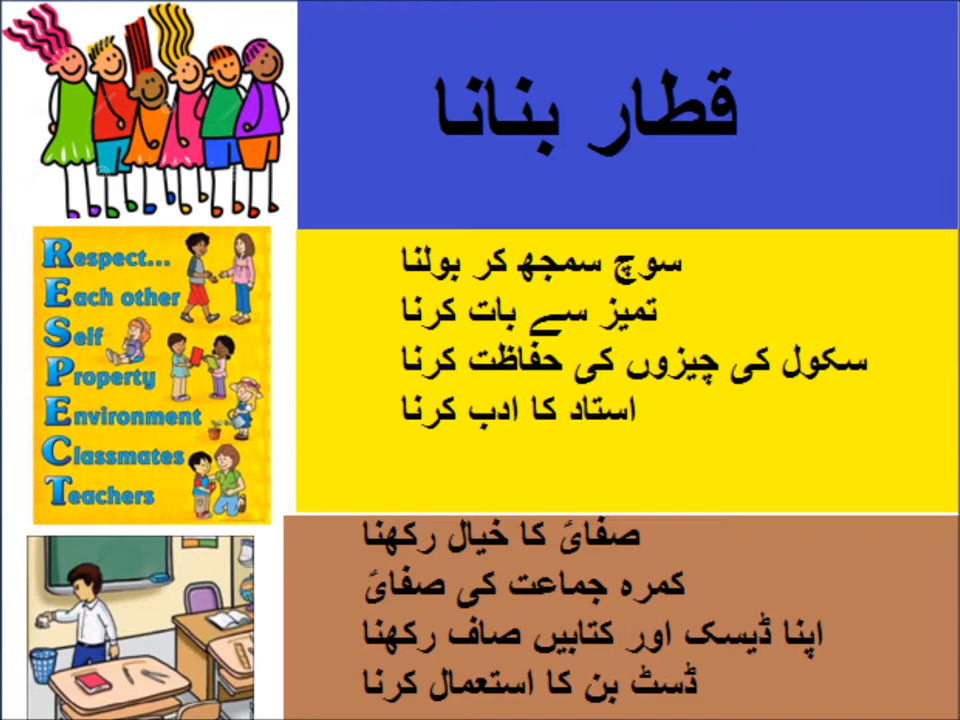 قطار بنانا
Respect...
Each other
Self
Property
Environment
Classmates
Teachers
سوچ سمجھ کر بولنا
تمیز سے بات کرنا
سکول کی چیزوں کی حفاظت کرنا
استاد کا ادب کرنا
صفائ کا خیال رکھنا
کمرہ جماعت کی صفائ
اپنا ڈیسک اور کتابیں صاف رکھنا
ڈسٹ بن کا استعمال کرنا